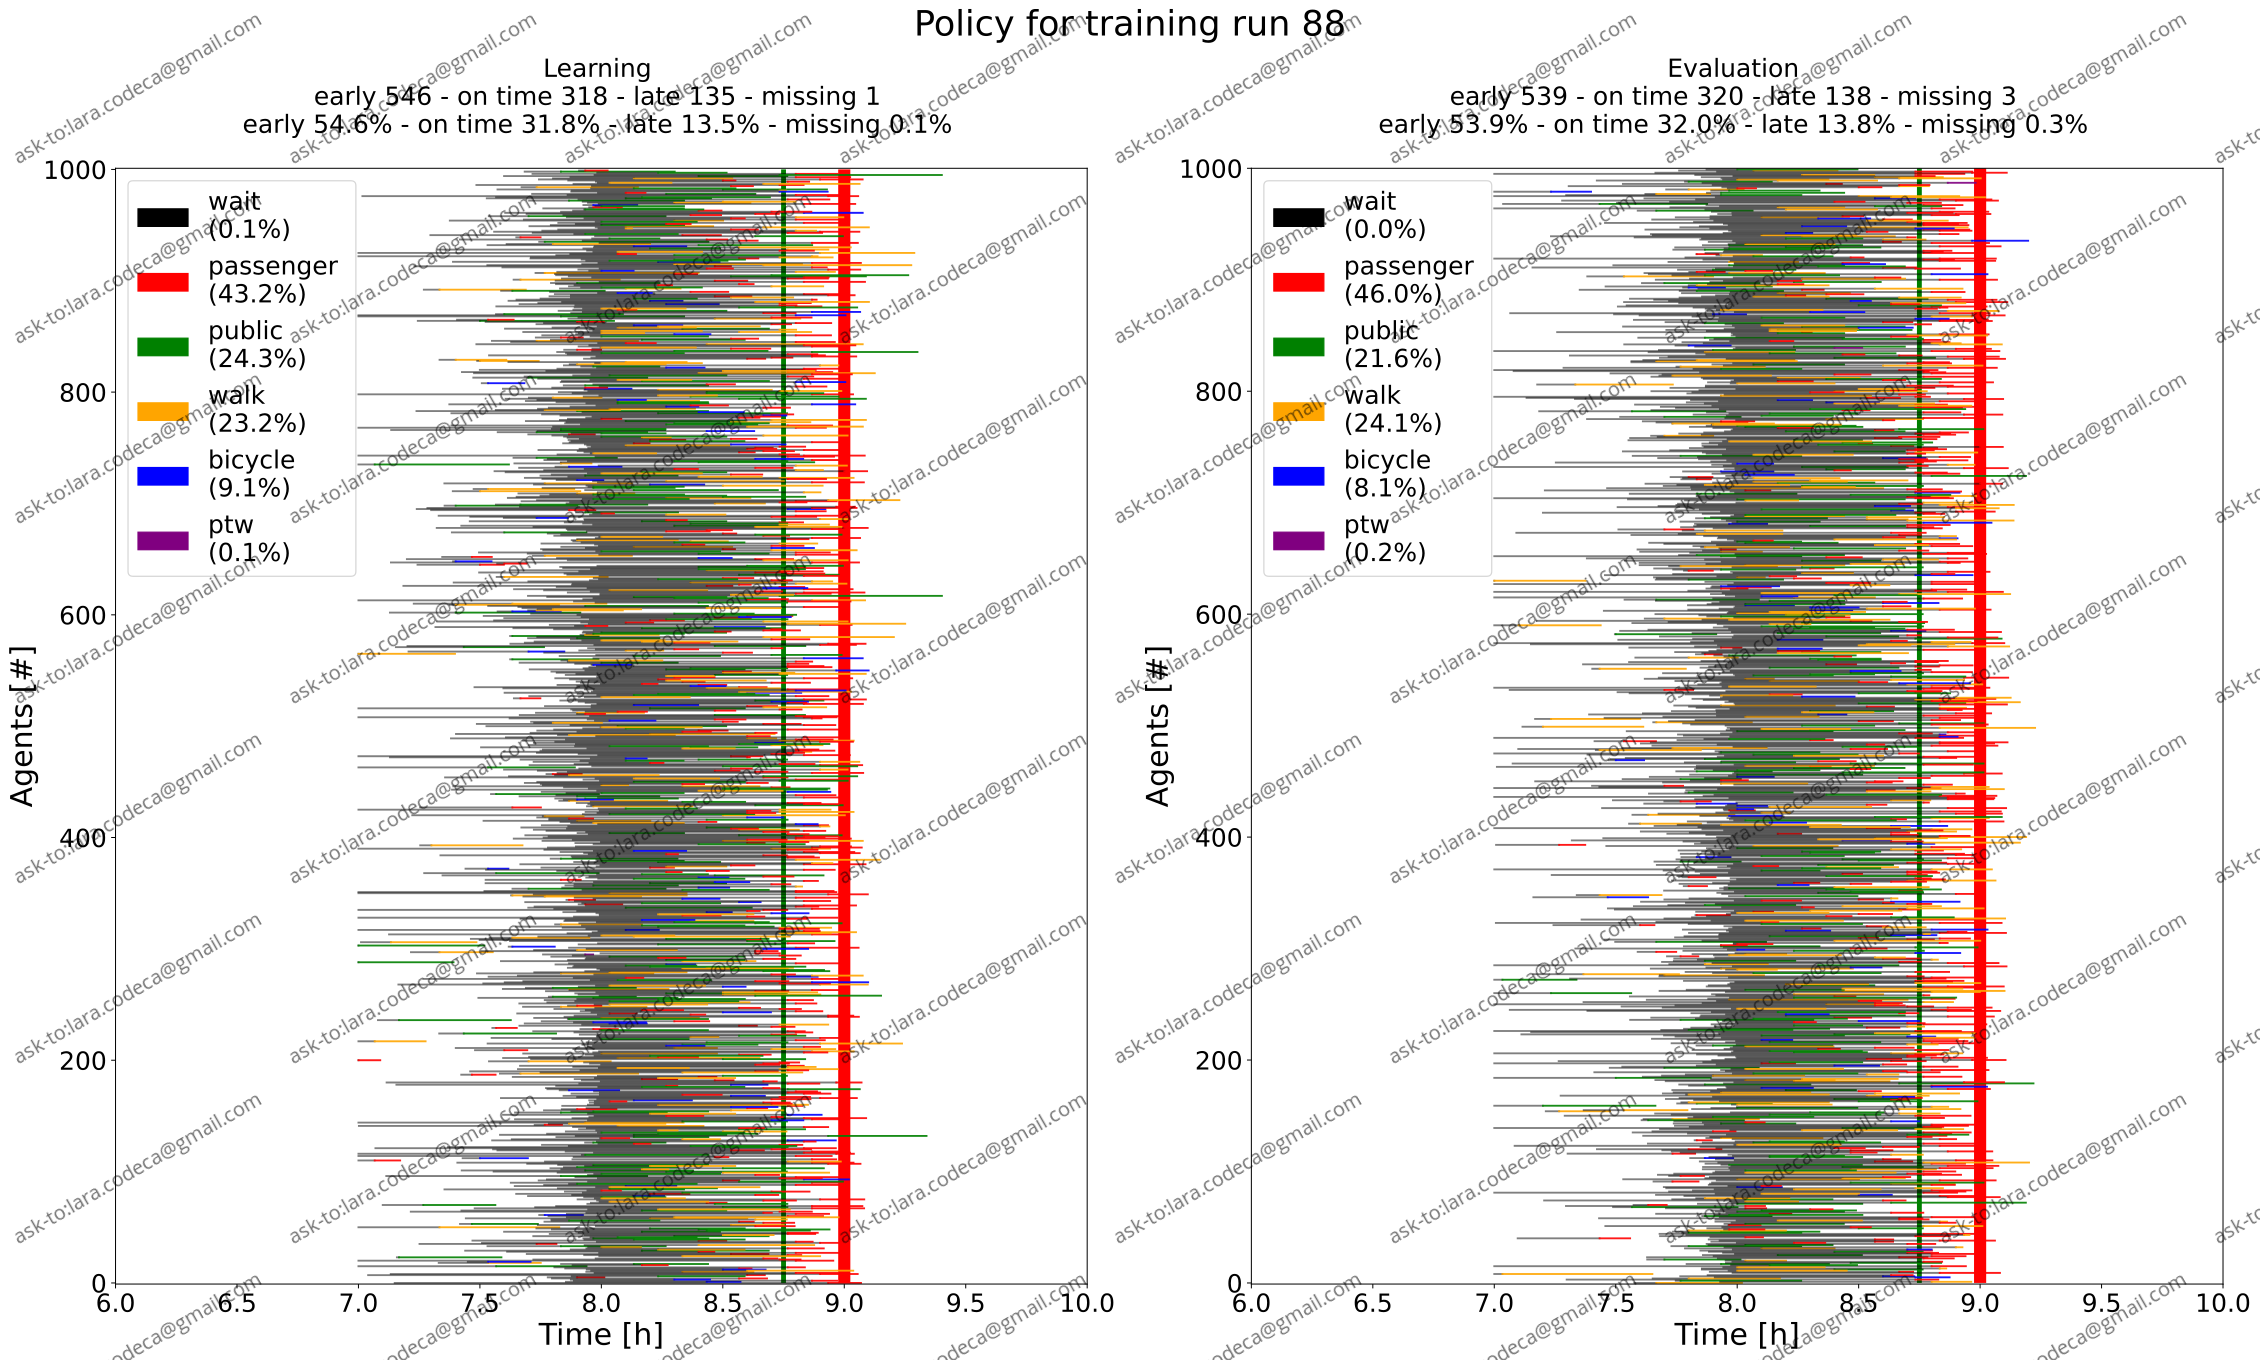 Policy for training run 88
Learning
early 546 - on time 318 - late 135 - missing 1
early 54.6% - on time 31.8% - late 13.5% - missing 0.1%
1000
800
600
400
200
0
Agents [#]
wait
(0.1%)
passenger
(43.2%)
public
(24.3%)
walk
(23.2%)
bicycle
(9.1%)
ptw
(0.1%)
6.0 6.5 7.0 7.5 8.0 8.5 9.0 9.5 10.0
Time [h]
Evaluation
early 539 - on time 320 - late 138 - missing 3
early 53.9% - on time 32.0% - late 13.8% - missing 0.3%
1000
800
600
400
200
0
Agents [#]
wait
(0.0%)
passenger
(46.0%)
public
(21.6%)
walk
(24.1%)
bicycle
(8.1%)
ptw
(0.2%)
6.0 6.5 7.0 7.5 8.0 8.5 9.0 9.5 10.0
Time [h]
ask-to:lara.codeca@gmail.com